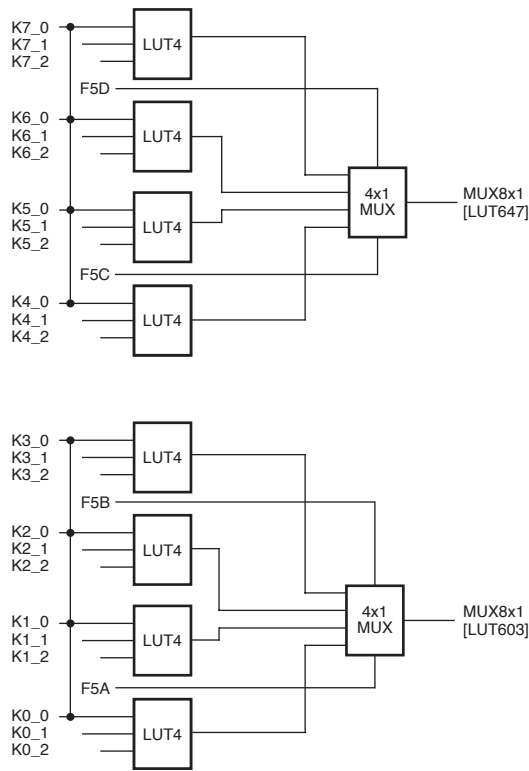 K7_0
K7_1
K7_2
LUT4
F5D
K6_0
K6_1
K6_2
LUT4
4x1
MUX
MUX8x1
[LUT647]
K5_0
K5_1
K5_2
LUT4
F5C
K4_0
K4_1
K4_2
LUT4
K3_0
K3_1
K3_2
LUT4
F5B
K2_0
K2_1
K2_2
LUT4
4x1
MUX
MUX8x1
[LUT603]
K1_0
K1_1
K1_2
LUT4
F5A
K0_0
K0_1
K0_2
LUT4